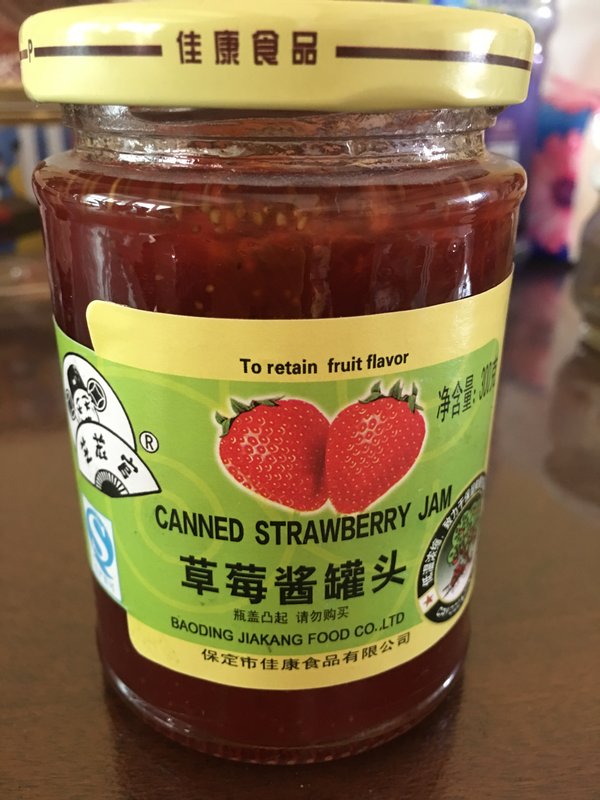 佳康食品
To retain fruit flavor
净含量:300克
®
CANNED STRAWBERRY JAM
草莓酱罐头
瓶盖凸起 请勿购买
BAODING JIAKANG FOOD CO.,LTD
保定市佳康食品有限公司